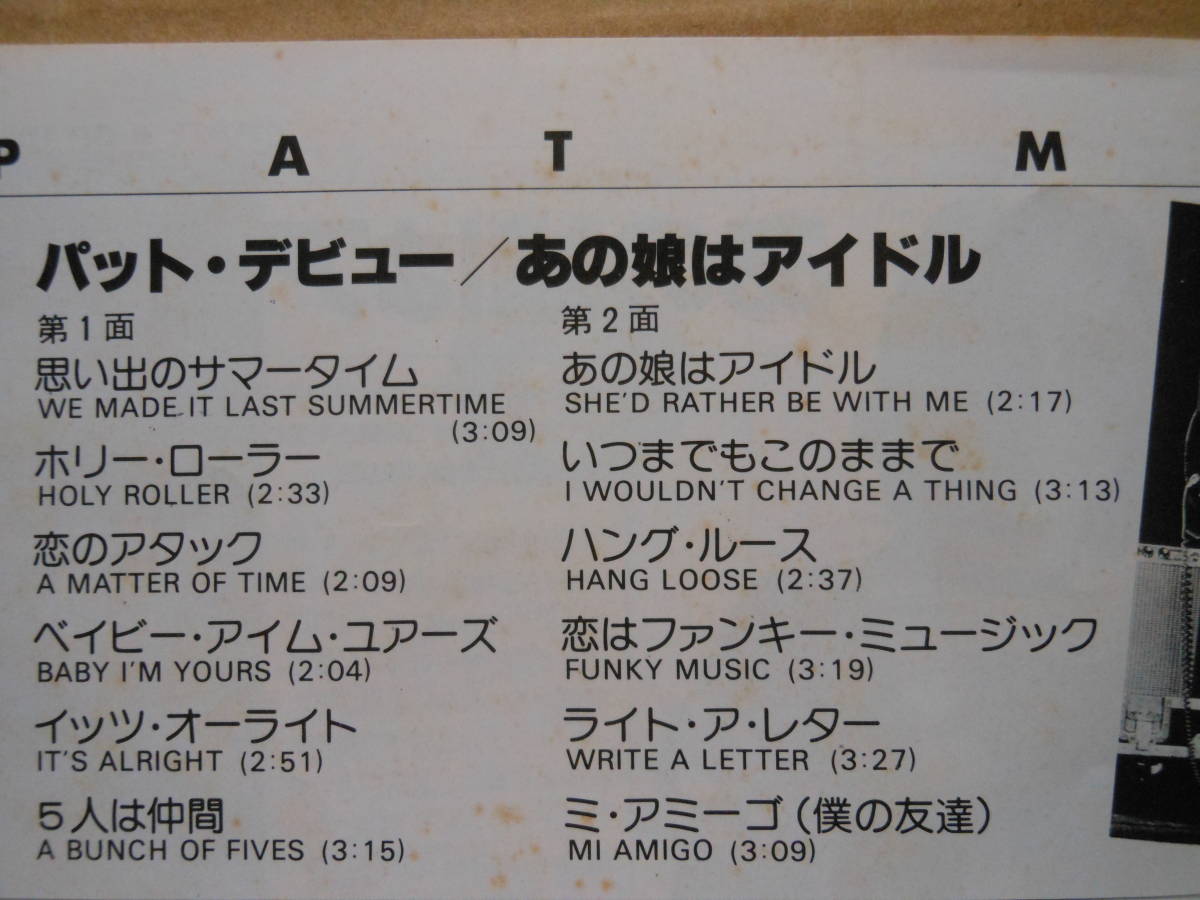 P A T M
パット・デビュー／あの娘はアイドル
第1面
思い出のサマータイム
WE MADE IT LAST SUMMERTIME
(3:09)
ホリー・ローラー
HOLY ROLLER (2:33)
恋のアタック
A MATTER OF TIME (2:09)
ベイビー・アイム・ユアーズ
BABY I'M YOURS (2:04)
イッツ・オーライト
IT'S ALRIGHT (2:51)
5人は仲間
A BUNCH OF FIVES (3:15)
第2面
あの娘はアイドル
SHE'D RATHER BE WITH ME (2:17)
いつまでもこのままで
I WOULDN'T CHANGE A THING (3:13)
ハング・ルース
HANG LOOSE (2:37)
恋はファンキー・ミュージック
FUNKY MUSIC (3:19)
ライト・ア・レター
WRITE A LETTER (3:27)
ミ・アミーゴ(僕の友達)
MI AMIGO (3:09)